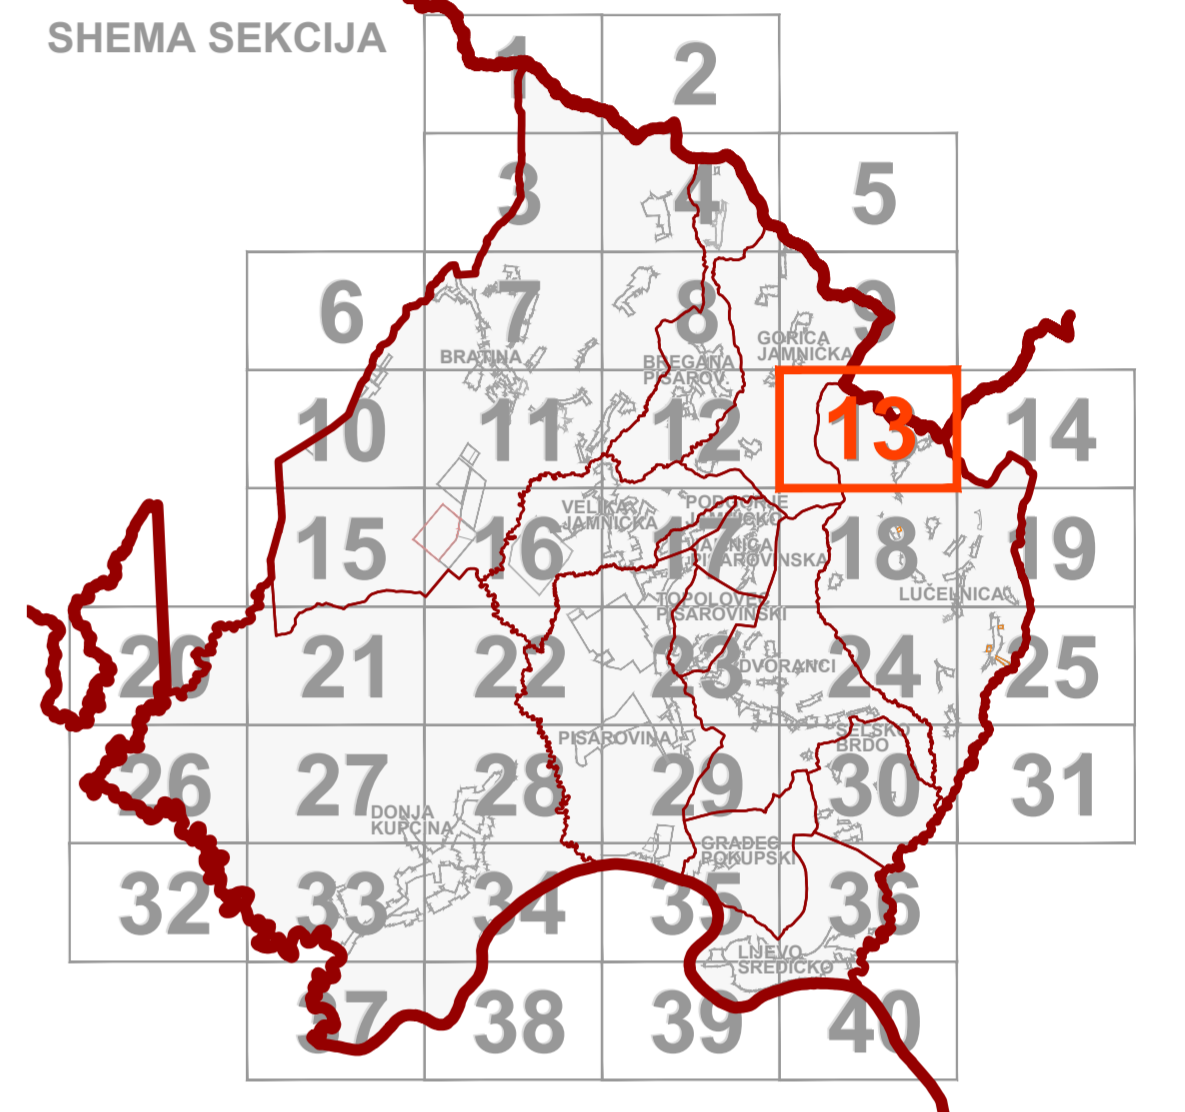 SHEMA SEKCIJA
1
2
3
4
5
6
7
8
9
GORICA
JAMNIČKA
BRATINA
BREGANA
PISAROV.
10
11
12
13
14
VELIKA
JAMNIČKA
PODGORJE
JAMNIČKO
15
16
17
18
19
JAMNICA
PISAROVINSKA
LUČELNICA
TOPOLOVEC
PISAROVINSKI
20
21
22
23
24
25
DVORANCI
PISAROVINA
SELSKO
BRDO
26
27
28
29
30
31
DONJA
KUPČINA
GRADEC
POKUPSKI
32
33
34
35
36
LIJEVO
SREDIČKO
37
38
39
40